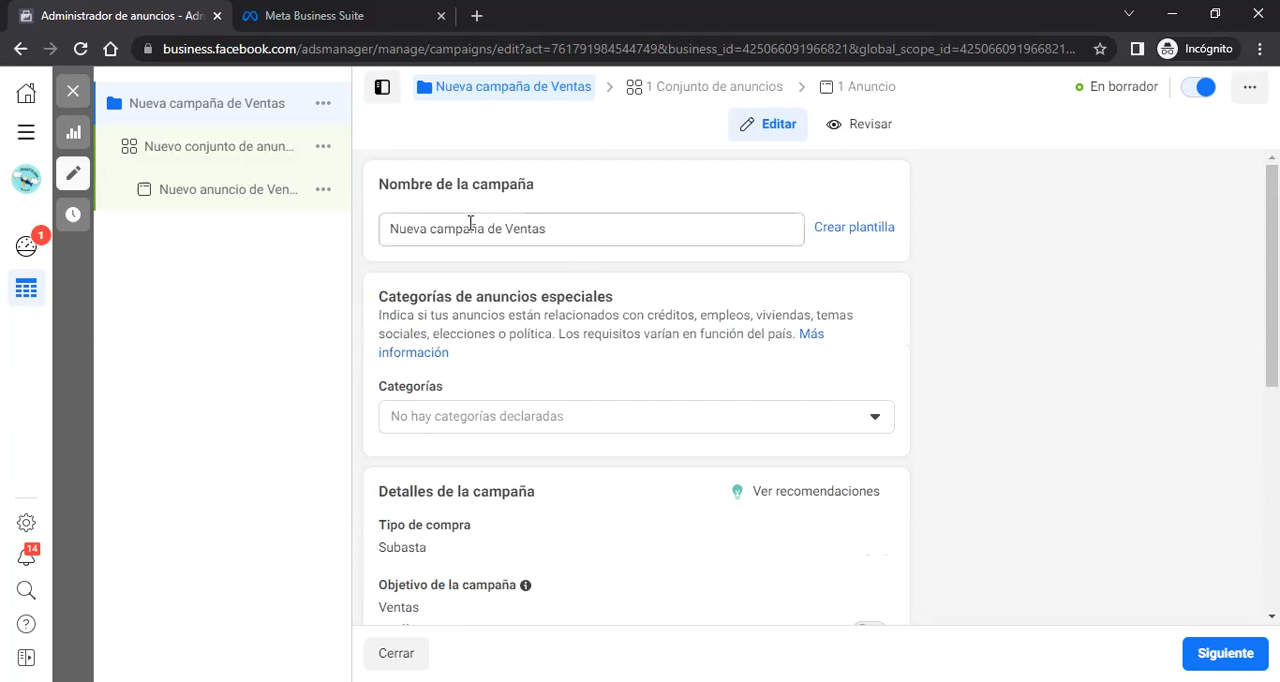 Administrador de anuncios - Adn
Meta Business Suite
business.facebook.com/adsmanager/manage/campaigns/edit?act=761791984544749&business_id=425066091966821&global_scope_id=425066091966821...
Incógnito
Nueva campaña de Ventas
Nueva campaña de Ventas
1 Conjunto de anuncios
1 Anuncio
En borrador
Editar
Revisar
Nuevo conjunto de anun...
Nuevo anuncio de Ven...
1
14
Nombre de la campaña
Nueva campaña de Ventas
Crear plantilla
Categorías de anuncios especiales
Indica si tus anuncios están relacionados con créditos, empleos, viviendas, temas
sociales, elecciones o política. Los requisitos varían en función del país. Más
información
Categorías
No hay categorías declaradas
Detalles de la campaña
Ver recomendaciones
Tipo de compra
Subasta
Objetivo de la campaña
Ventas
Cerrar
Siguiente